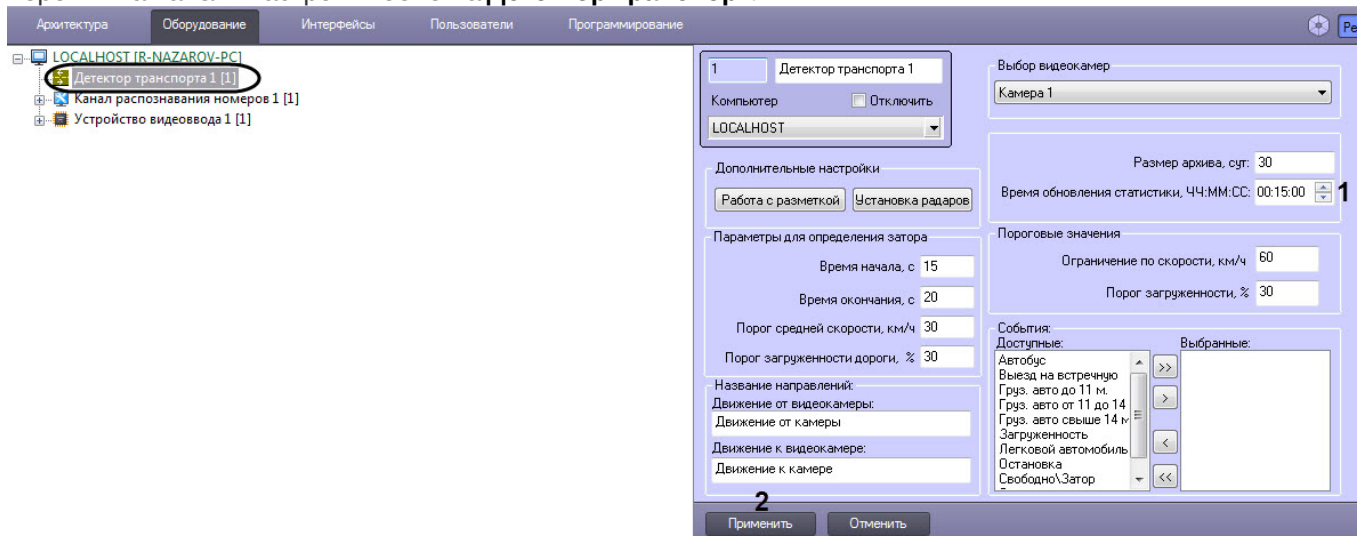 Архитектура Оборудование Интерфейсы Пользователи Программирование
LOCALHOST [R-NAZAROV-PC]
Детектор транспорта 1 [1]
Канал распознавания номеров 1 [1]
Устройство видеоввода 1 [1]
1 Детектор транспорта 1
Компьютер Отключить
LOCALHOST
Дополнительные настройки
Работа с разметкой Установка радаров
Параметры для определения затора
Время начала, с 15
Время окончания, с 20
Порог средней скорости, км/ч 30
Порог загруженности дороги, % 30
Название направлений:
Движение от видеокамеры:
Движение от камеры
Движение к видеокамере:
Движение к камере
Выбор видеокамер
Камера 1
Размер архива, сут: 30
Время обновления статистики, ЧЧ:ММ:СС: 00:15:00 1
Пороговые значения
Ограничение по скорости, км/ч 60
Порог загруженности, % 30
События:
Доступные: Выбранные:
Автобус
Выезд на встречную
Груз. авто до 11 м.
Груз. авто от 11 до 14
Груз. авто свыше 14 м
Загруженность
Легковой автомобиль
Остановка
Свободно\Затор
>>
>
<
<<
2
Применить Отменить